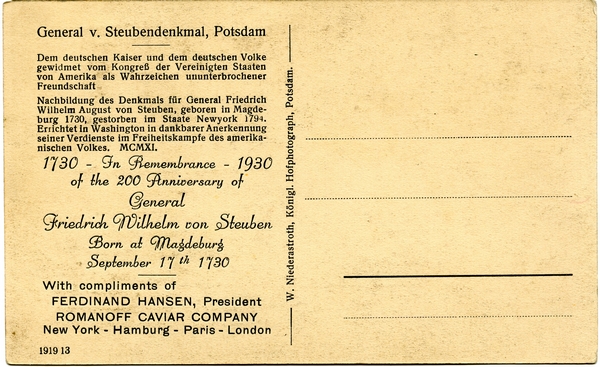 General v. Steubendenkmal, Potsdam
Dem deutschen Kaiser und dem deutschen Volke
gewidmet vom Kongreß der Vereinigten Staaten
von Amerika als Wahrzeichen ununterbrochener
Freundschaft
Nachbildung des Denkmals für General Friedrich
Wilhelm August von Steuben, geboren in Magde-
burg 1730, gestorben im Staate Newyork 1794.
Errichtet in Washington in dankbarer Anerkennung
seiner Verdienste im Freiheitskampfe des amerika-
nischen Volkes. MCMXI.
1730 - In Remembrance - 1930
of the 200 Anniversary of
General
Friedrich Wilhelm von Steuben
Born at Magdeburg
September 17th 1730
With compliments of
FERDINAND HANSEN, President
ROMANOFF CAVIAR COMPANY
New York - Hamburg - Paris - London
1919 13
W. Niederastroth, Königl. Hofphotograph, Potsdam.